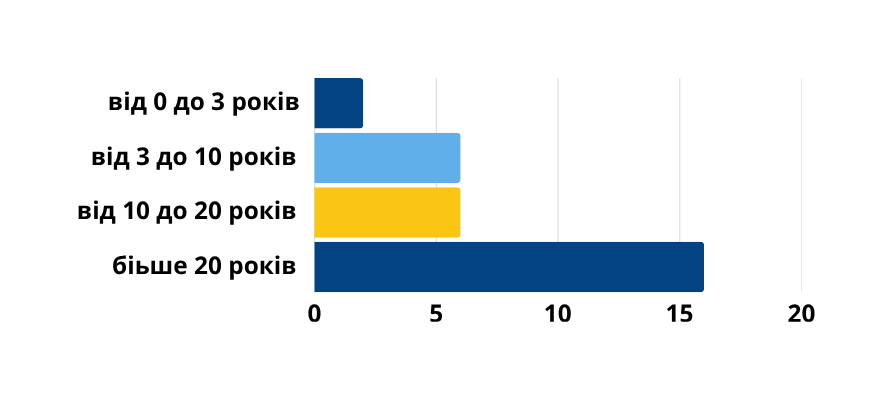 від 0 до 3 років
від 3 до 10 років
від 10 до 20 років
біьше 20 років
0 5 10 15 20